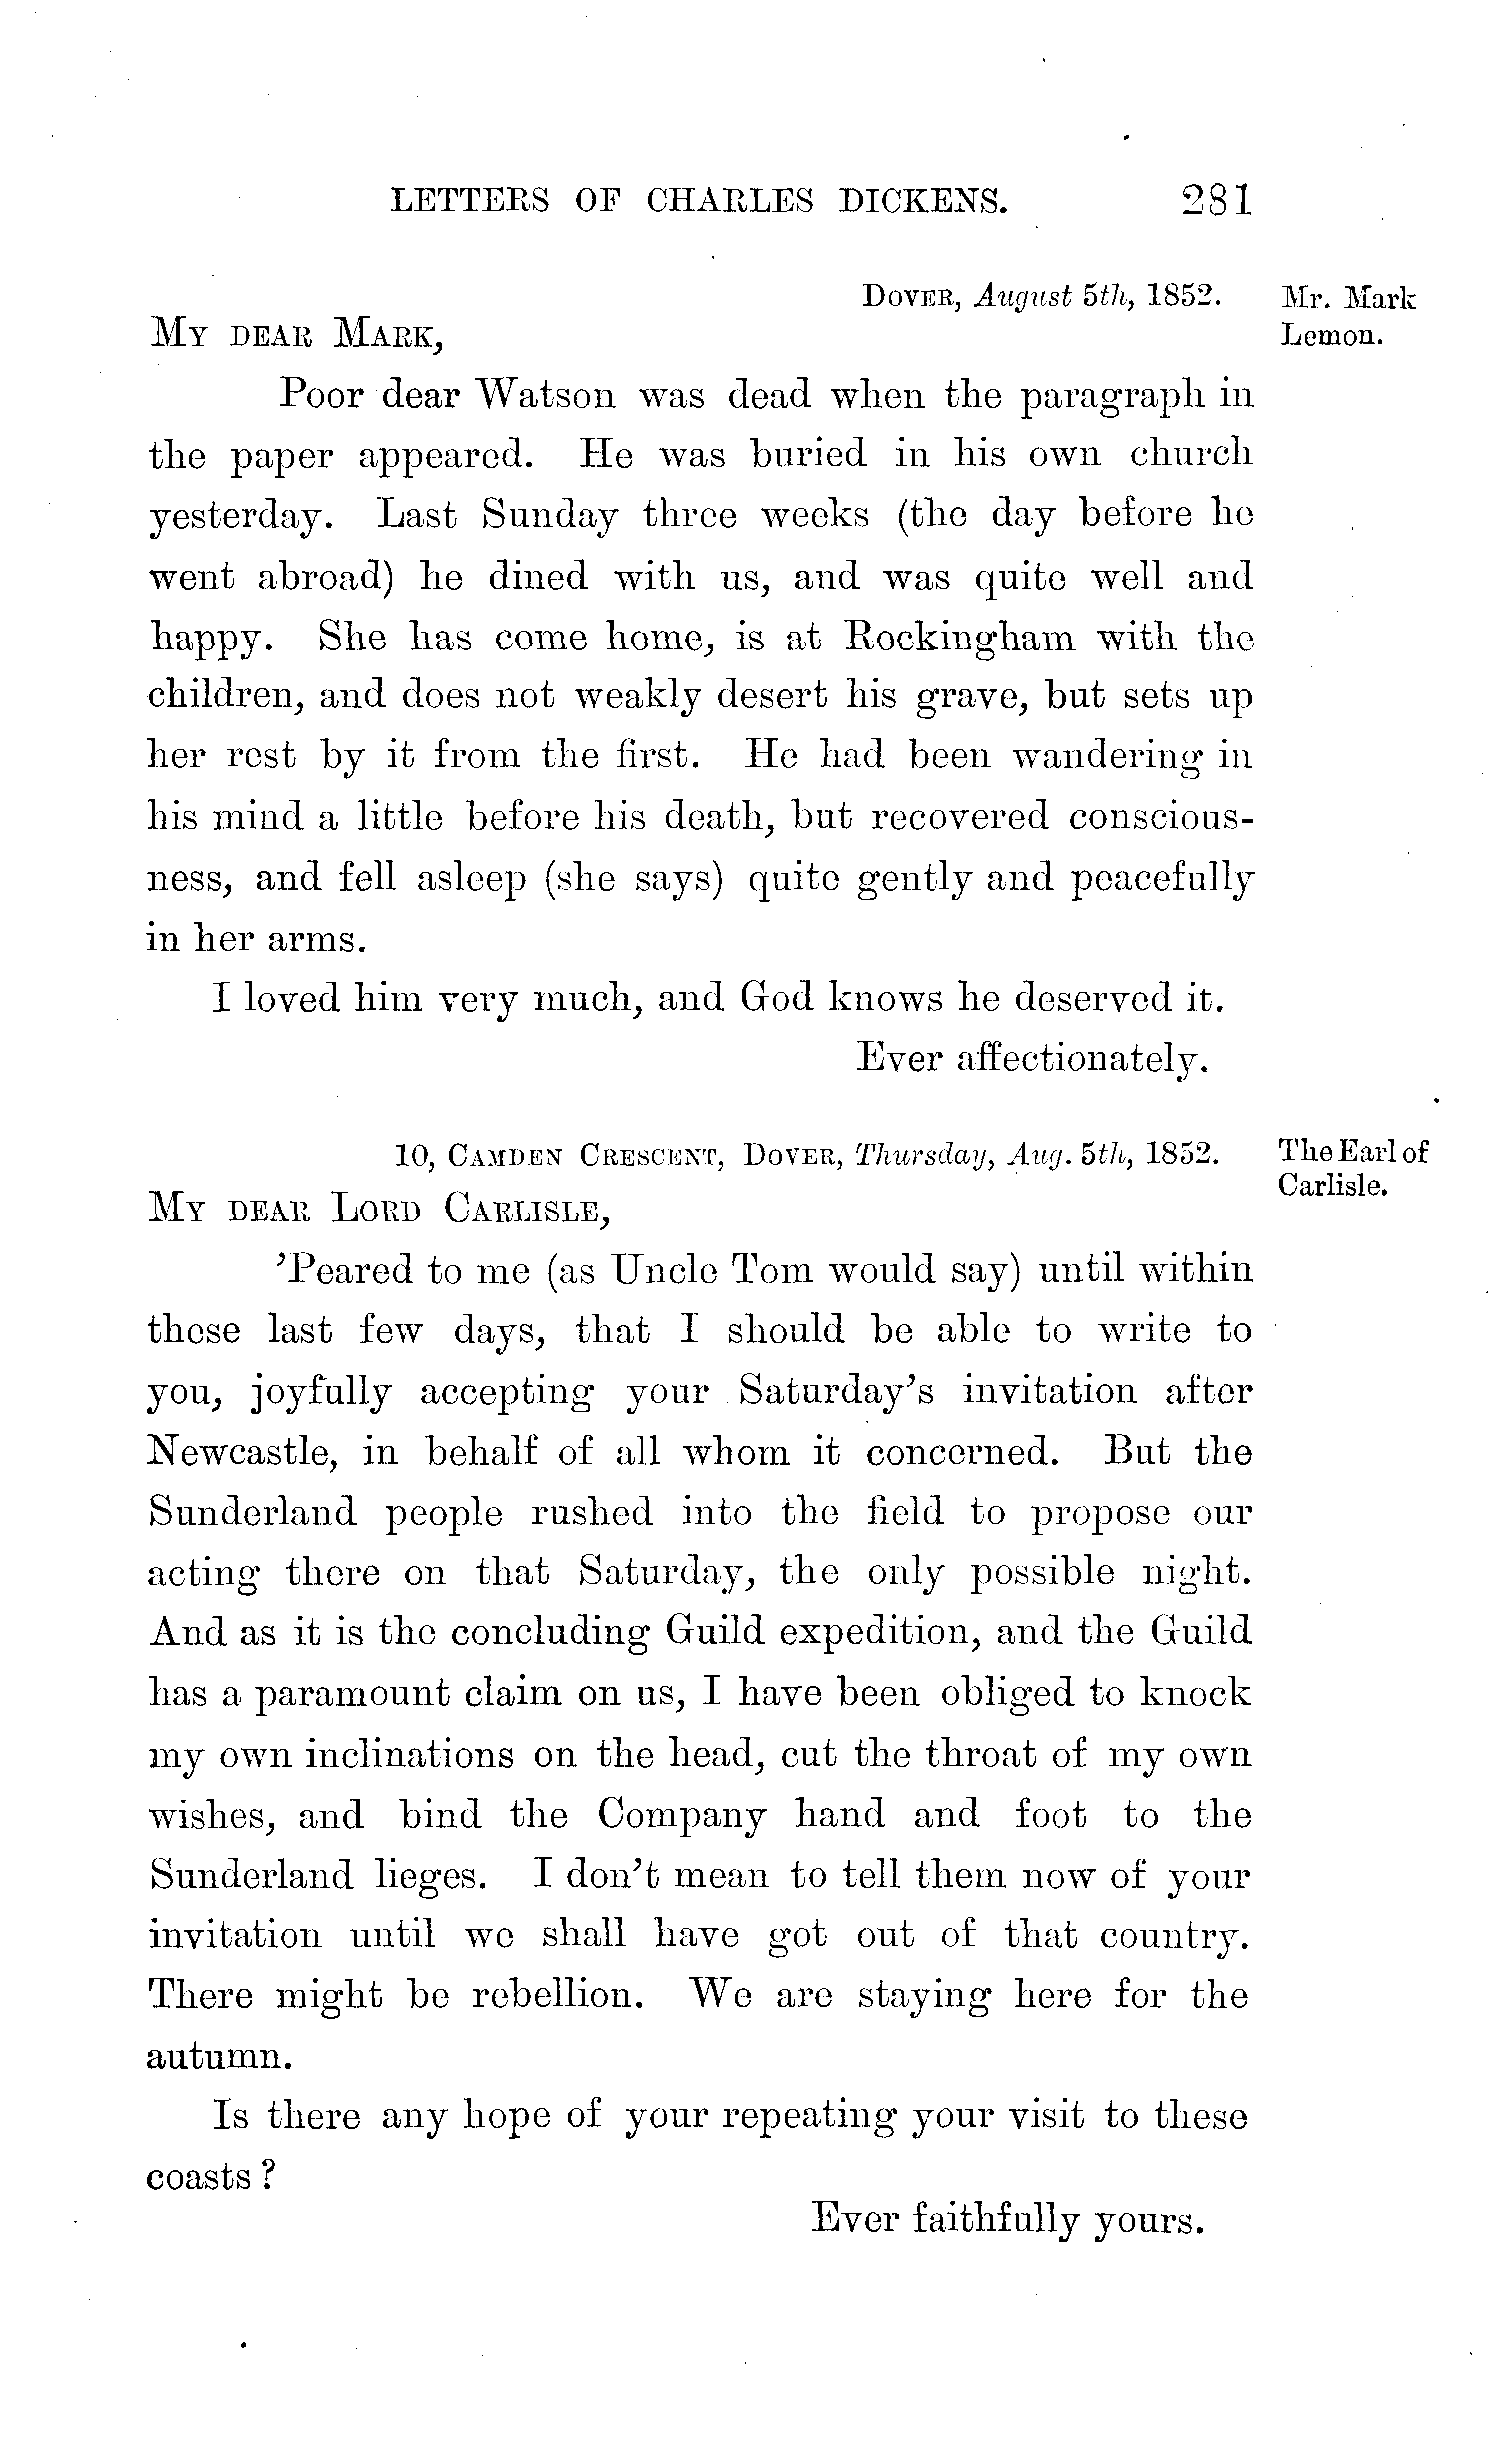 LETTERS OF CHARLES DICKENS. 281
DOVER, August 5th, 1852.
Mr. Mark
Lemon.
MY DEAR MARK,
Poor dear Watson was dead when the paragraph in
the paper appeared. He was buried in his own church
yesterday. Last Sunday three weeks (the day before he
went abroad) he dined with us, and was quite well and
happy. She has come home, is at Rockingham with the
children, and does not weakly desert his grave, but sets up
her rest by it from the first. He had been wandering in
his mind a little before his death, but recovered conscious-
ness, and fell asleep (she says) quite gently and peacefully
in her arms.
I loved him very much, and God knows he deserved it.
Ever affectionately.
10, CAMDEN CRESCENT, DOVER, Thursday, Aug. 5th, 1852.
The Earl of
Carlisle.
MY DEAR LORD CARLISLE,
'Peared to me (as Uncle Tom would say) until within
these last few days, that I should be able to write to
you, joyfully accepting your Saturday's invitation after
Newcastle, in behalf of all whom it concerned. But the
Sunderland people rushed into the field to propose our
acting there on that Saturday, the only possible night.
And as it is the concluding Guild expedition, and the Guild
has a paramount claim on us, I have been obliged to knock
my own inclinations on the head, cut the throat of my own
wishes, and bind the Company hand and foot to the
Sunderland lieges. I don't mean to tell them now of your
invitation until we shall have got out of that country.
There might be rebellion. We are staying here for the
autumn.
Is there any hope of your repeating your visit to these
coasts?
Ever faithfully yours.